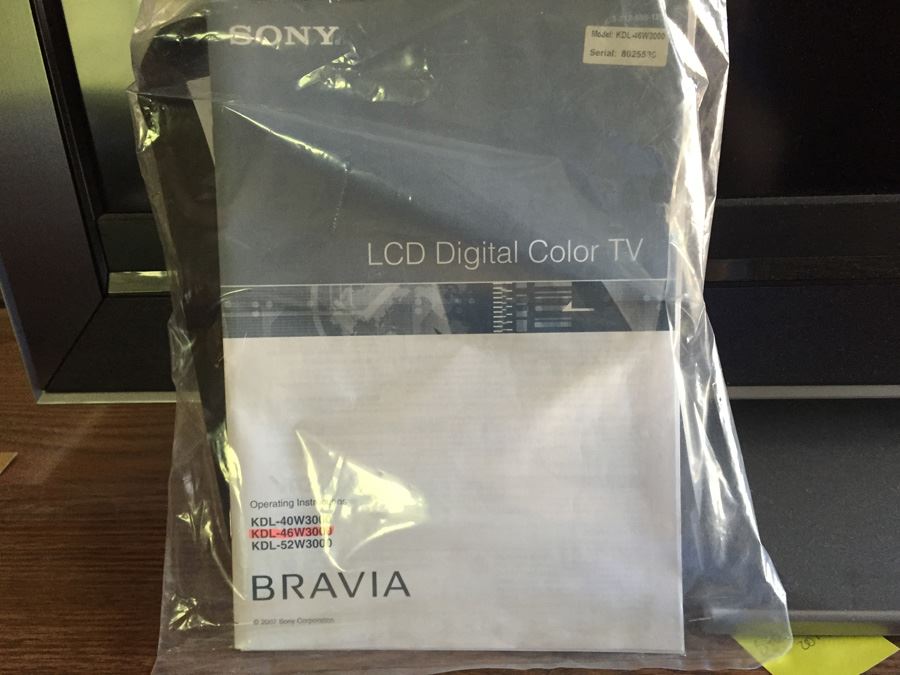 SONY
Model: KDL-46W3000
Serial:
LCD Digital Color TV
Operating Instructions
KDL-40W3000
KDL-46W3000
KDL-52W3000
BRAVIA
© 2007 Sony Corporation